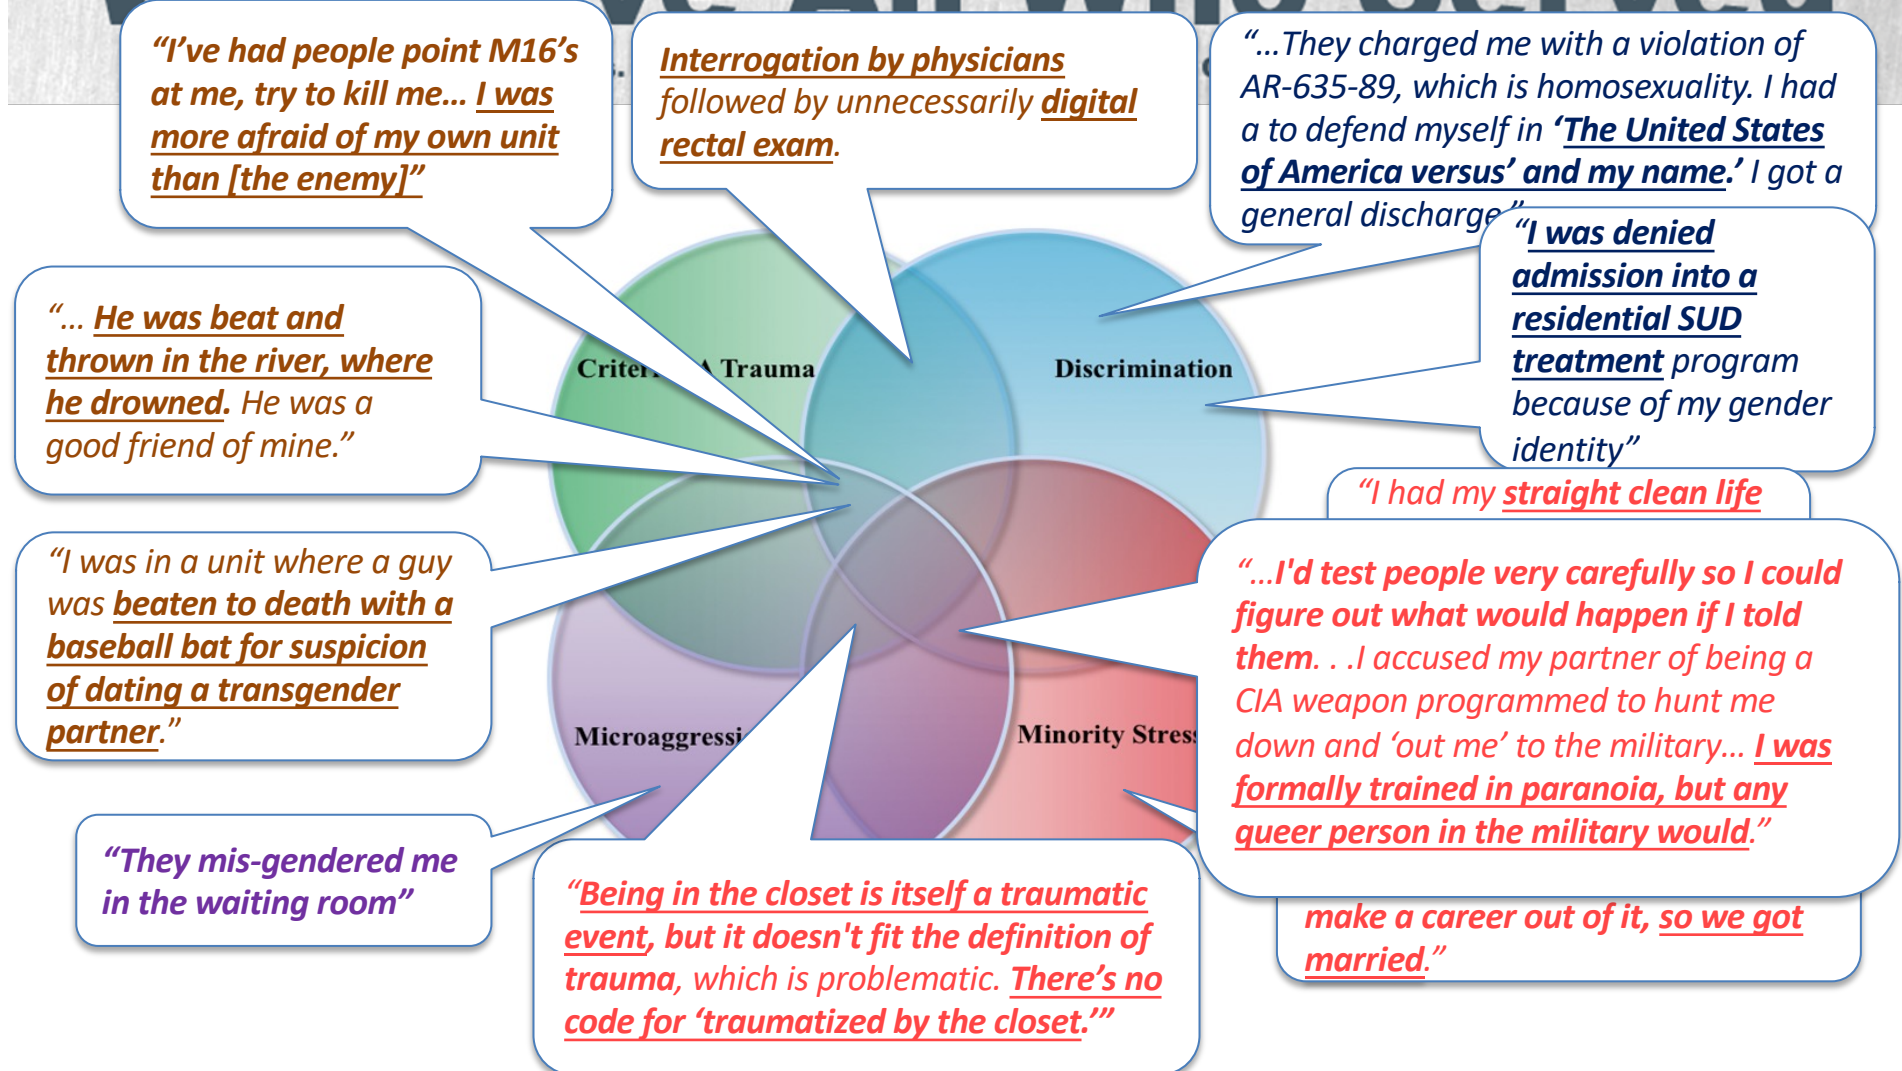 “I’ve had people point M16’s
at me, try to kill me… I was
more afraid of my own unit
than [the enemy]”
Interrogation by physicians
followed by unnecessarily digital
rectal exam.
“…They charged me with a violation of
AR-635-89, which is homosexuality. I had
a to defend myself in ‘The United States
of America versus’ and my name.’ I got a
general discharge.”
“I was denied
admission into a
residential SUD
treatment program
because of my gender
identity”
“… He was beat and
thrown in the river, where
he drowned. He was a
good friend of mine.”
Trauma
Discrimination
“I had my straight clean life
“I was in a unit where a guy
was beaten to death with a
baseball bat for suspicion
of dating a transgender
partner.”
“…I'd test people very carefully so I could
figure out what would happen if I told
them. . .I accused my partner of being a
CIA weapon programmed to hunt me
down and ‘out me’ to the military… I was
formally trained in paranoia, but any
queer person in the military would.”
Minority Stress
“They mis-gendered me
in the waiting room”
“Being in the closet is itself a traumatic
event, but it doesn't fit the definition of
trauma, which is problematic. There’s no
code for ‘traumatized by the closet.’”
make a career out of it, so we got
married.”